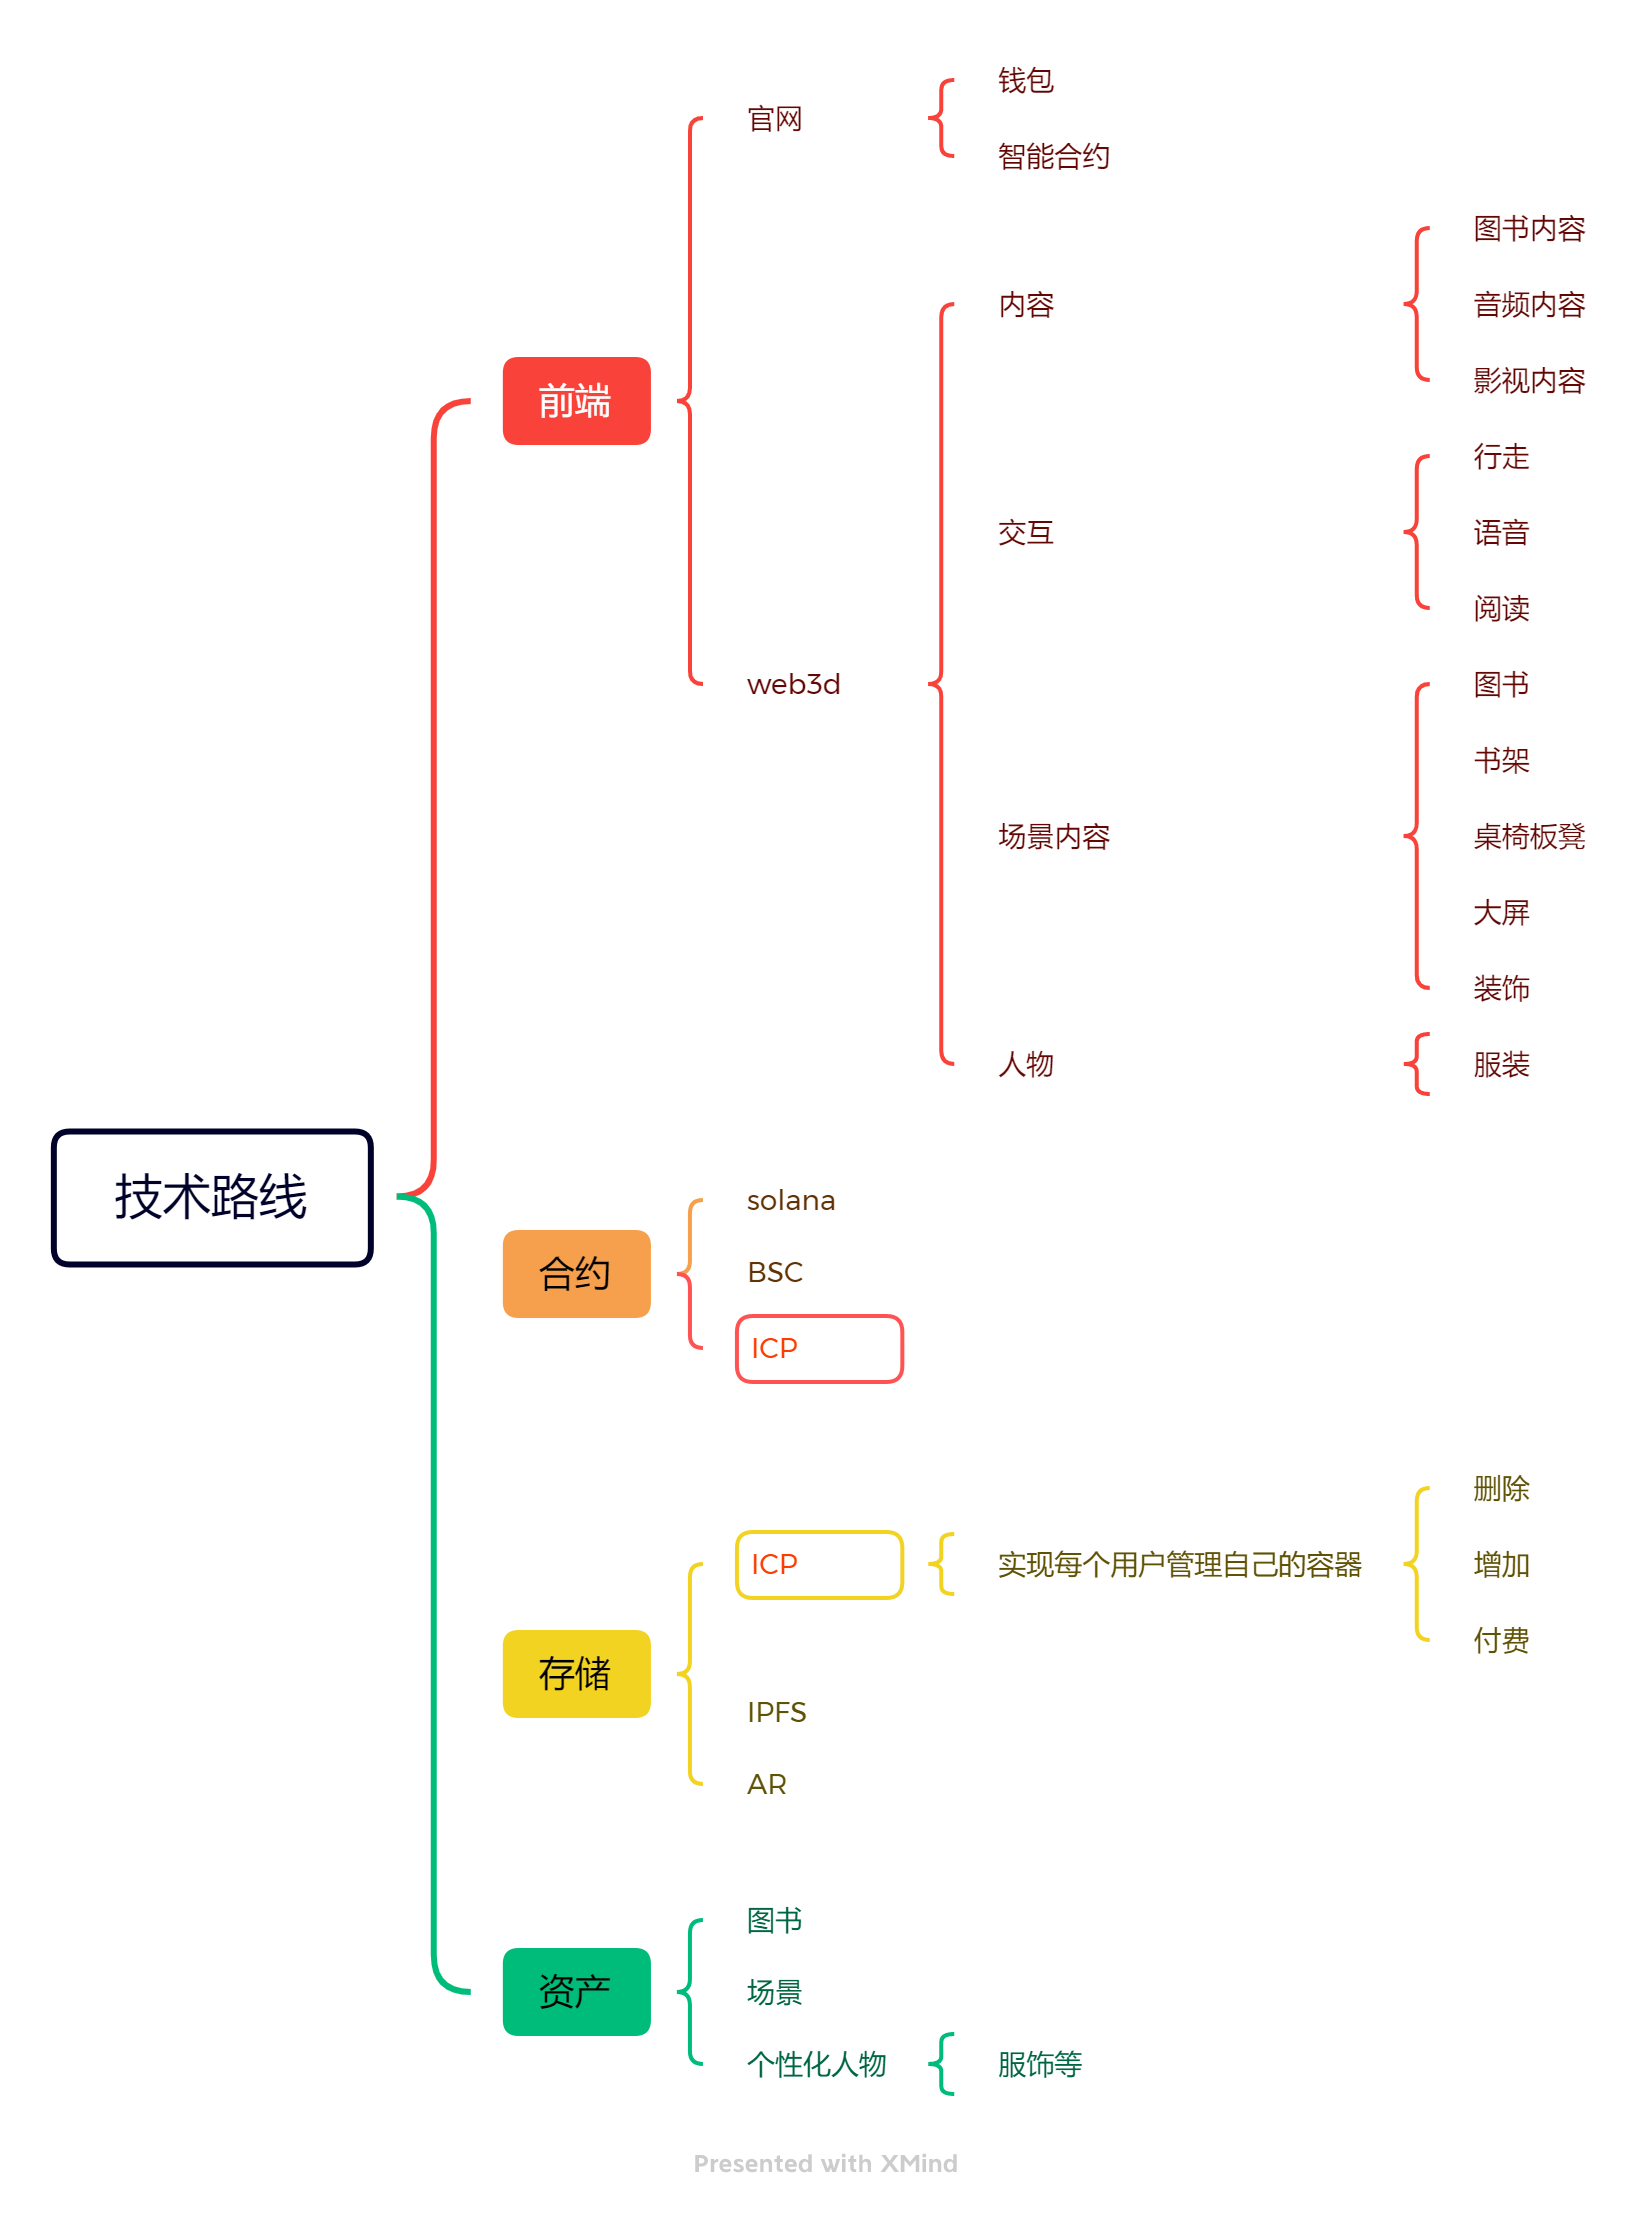 技术路线
前端
官网
钱包
智能合约
web3d
内容
图书内容
音频内容
影视内容
交互
行走
语音
阅读
场景内容
图书
书架
桌椅板凳
大屏
装饰
人物
服装
合约
solana
BSC
ICP
存储
ICP
实现每个用户管理自己的容器
删除
增加
付费
IPFS
AR
资产
图书
场景
个性化人物
服饰等
Presented with XMind